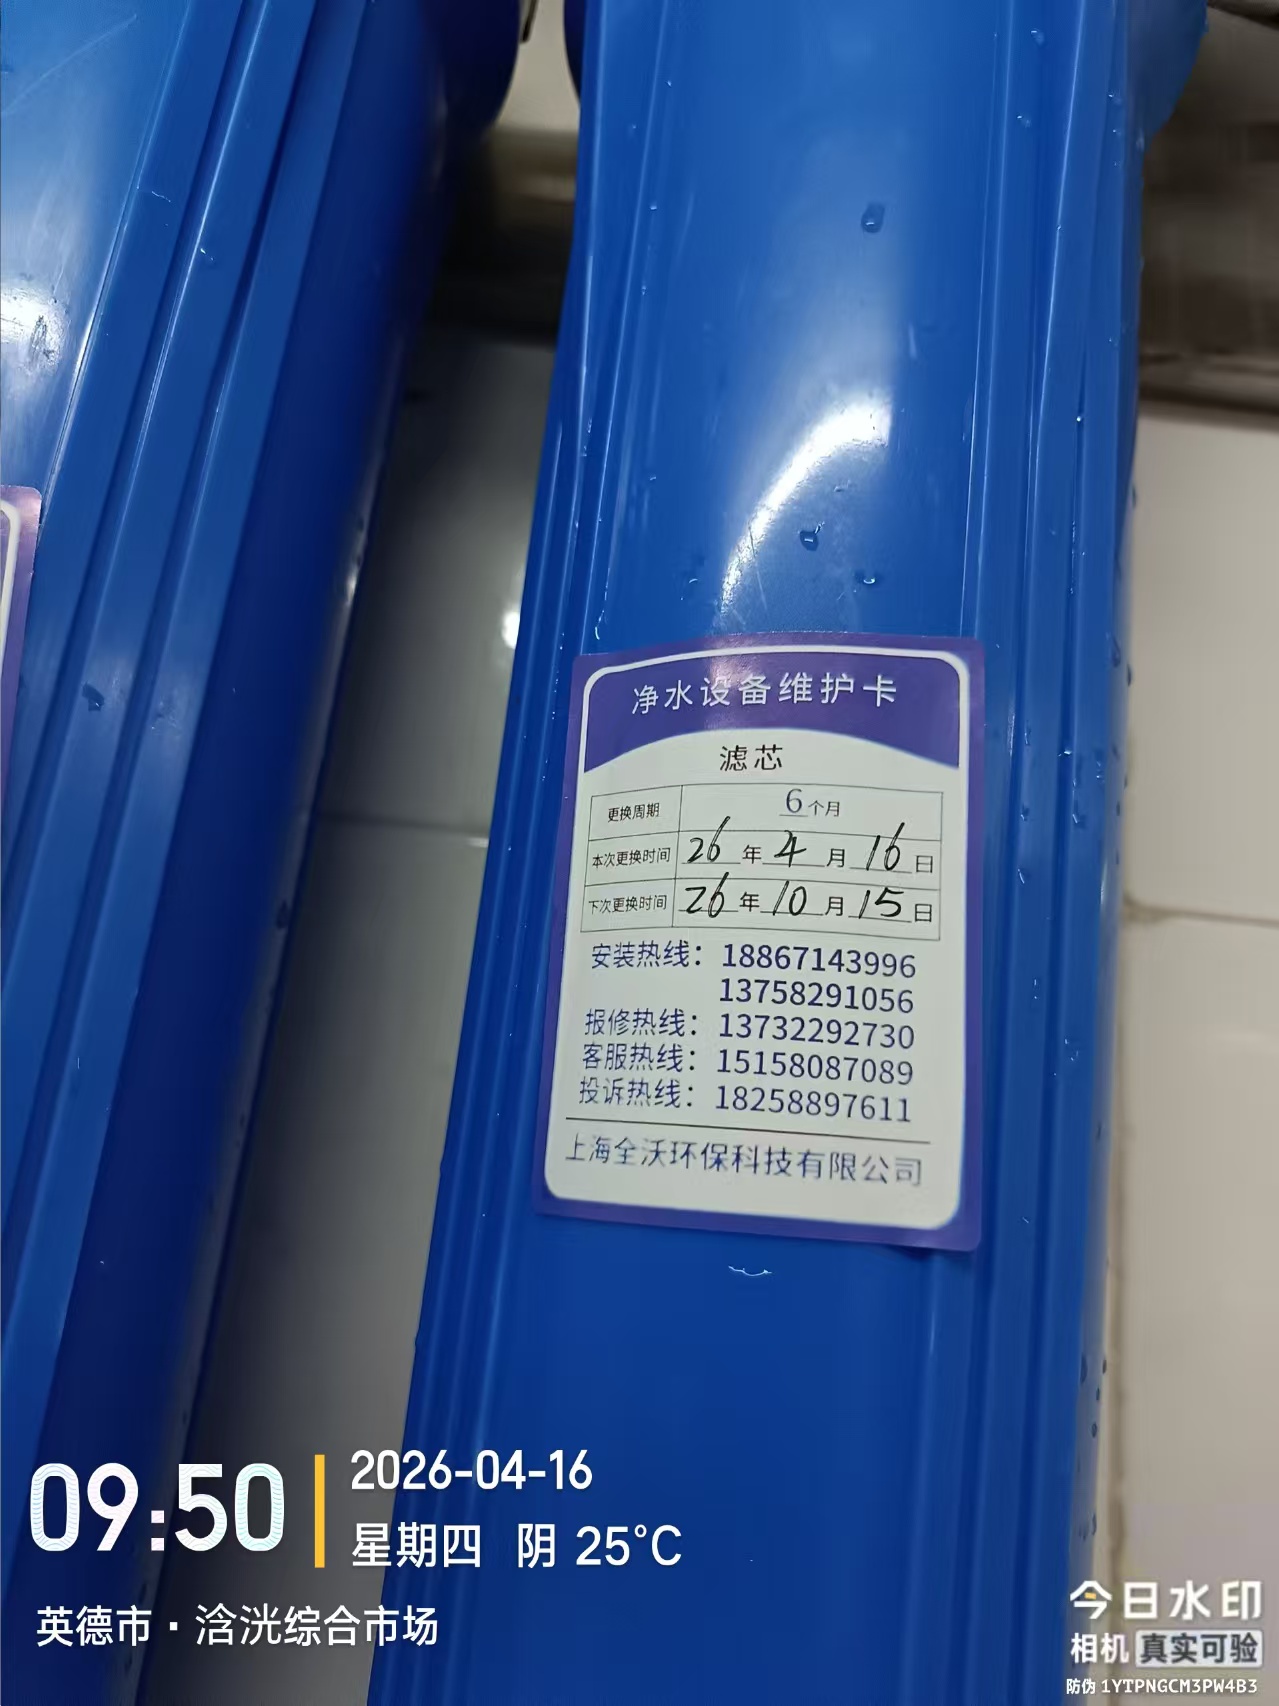 净水设备维护卡
滤芯
更换周期 6个月
本次更换时间 26年4月16日
下次更换时间 26年10月15日
安装热线：18867143996
13758291056
报修热线：13732292730
客服热线：15158087089
投诉热线：18258897611
上海全沃环保科技有限公司
09:50
2026-04-16
星期四 阴 25°C
英德市·浛洸综合市场
今日水印
相机 真实可验
防伪 1YTPNGCM3PW4B3